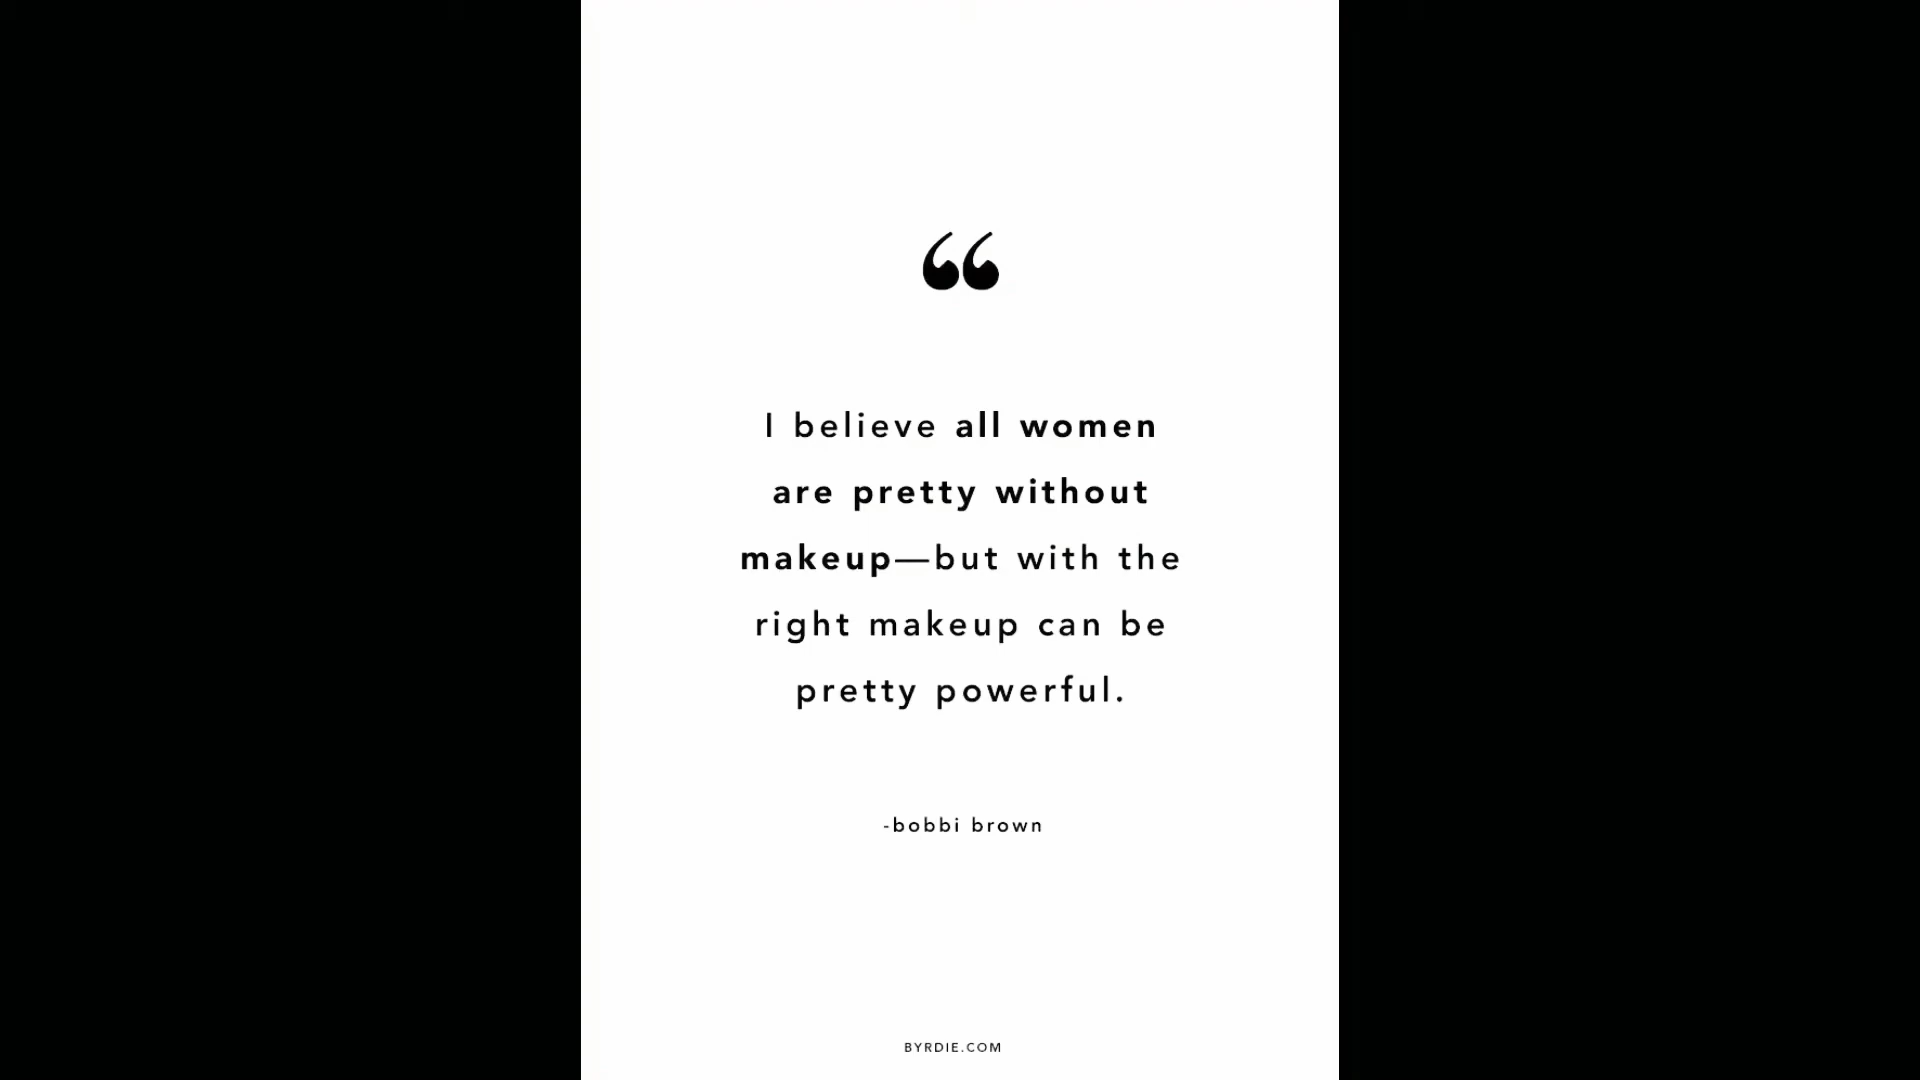 “
I believe all women
are pretty without
makeup—but with the
right makeup can be
pretty powerful.
-bobbi brown
BYRDIE.COM